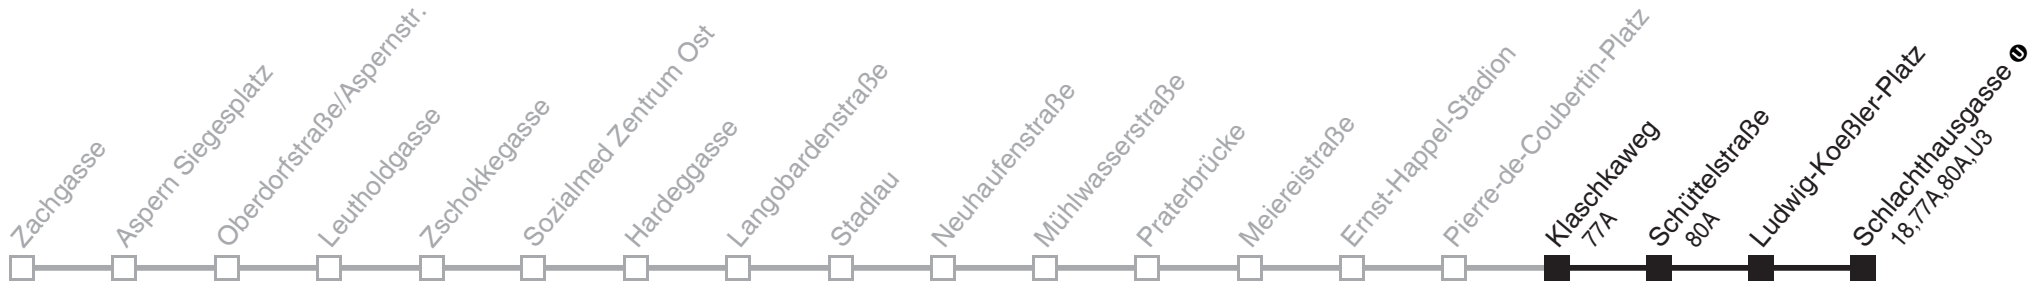 Zachgasse
Aspern Siegesplatz
Oberdorfstraße/Aspernstr.
Leutholdgasse
Zschokkegasse
Sozialmed Zentrum Ost
Hardeggasse
Langobardenstraße
Stadlau
Neuhaufenstraße
Mühlwasserstraße
Praterbrücke
Meiereistraße
Ernst-Happel-Stadion
Pierre-de-Coubertin-Platz
Klaschkaweg
77A
Schüttelstraße
80A
Ludwig-Koeßler-Platz
Schlachthausgasse U
18,77A,80A,U3